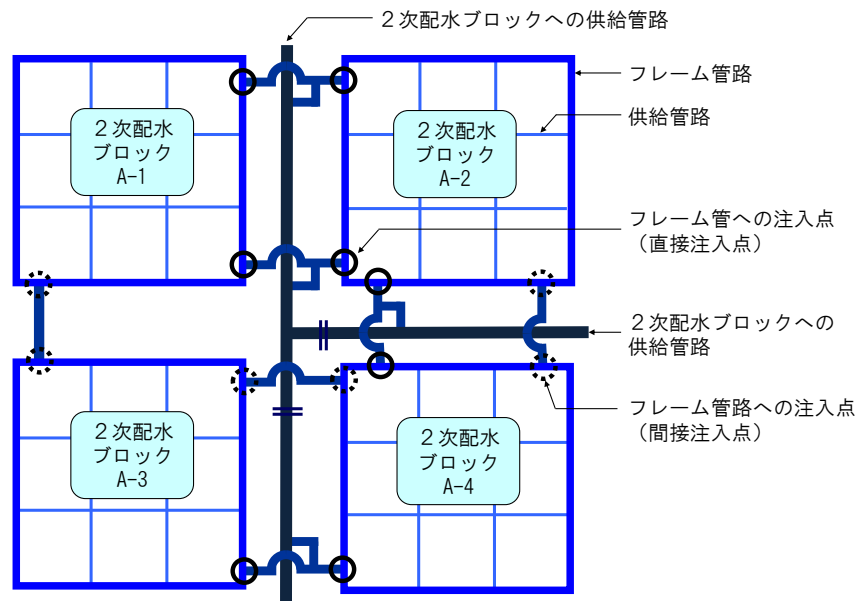 ２次配水ブロックへの供給管路
フレーム管路
供給管路
２次配水
ブロック
A-1
２次配水
ブロック
A-2
フレーム管への注入点
（直接注入点）
２次配水ブロックへの
供給管路
フレーム管路への注入点
（間接注入点）
２次配水
ブロック
A-3
２次配水
ブロック
A-4